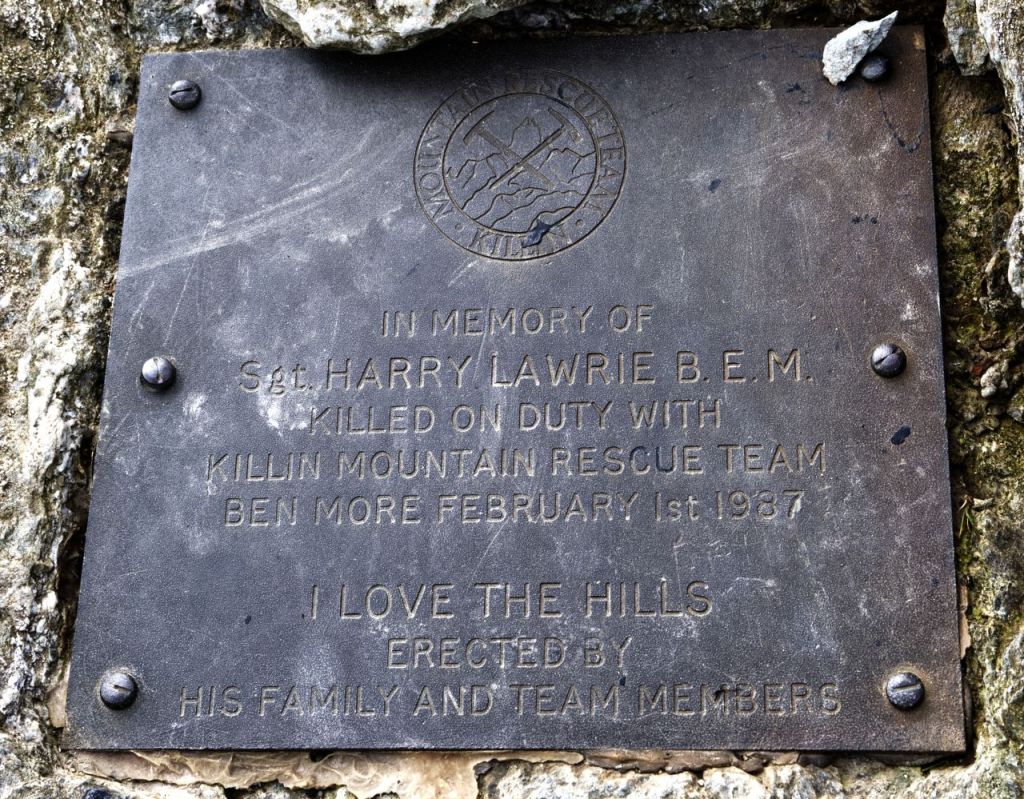 MOUNTAIN RESCUE TEAM
· KILLIN ·
IN MEMORY OF
Sgt. HARRY LAWRIE B.E.M.
KILLED ON DUTY WITH
KILLIN MOUNTAIN RESCUE TEAM
BEN MORE FEBRUARY 1st 1987
I LOVE THE HILLS
ERECTED BY
HIS FAMILY AND TEAM MEMBERS